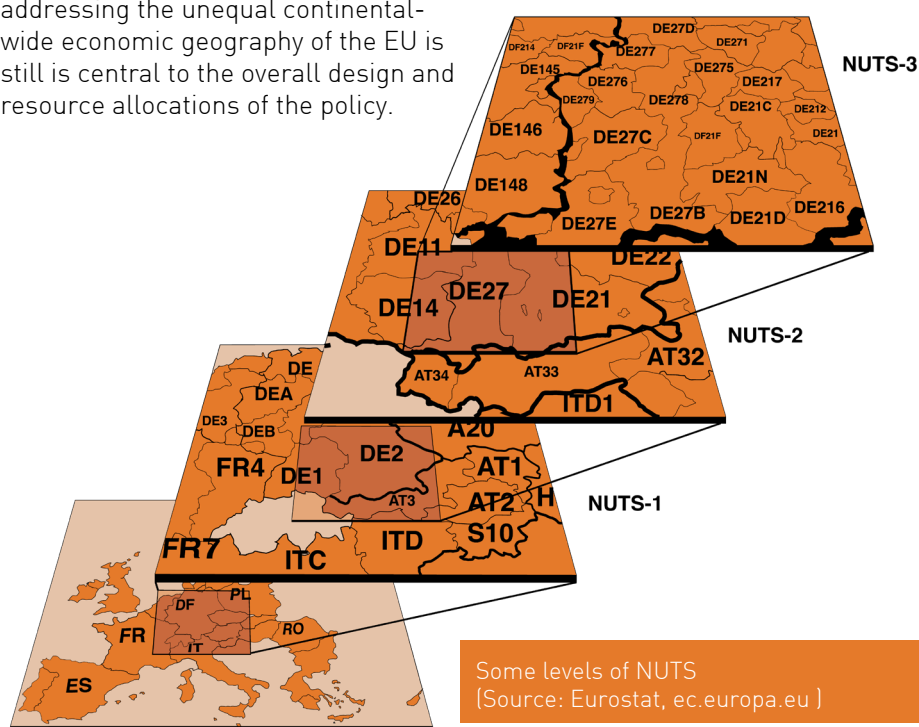 addressing the unequal continental-
wide economic geography of the EU is
still is central to the overall design and
resource allocations of the policy.
NUTS-3
DE27D
DF214
DF21F
DE277
DE271
DE145
DE276
DE275
DE217
DE279
DE278
DE21C
DE212
DE146
DE27C
DF21F
DE21
DE148
DE21N
DE27E
DE27B
DE21D
DE216
NUTS-2
DE26
DE11
DE22
DE14
DE27
DE21
AT34
AT33
AT32
ITD1
NUTS-1
DE
DEA
DE3
DEB
A20
FR4
DE1
DE2
AT1
AT3
AT2
H
S10
FR7
ITC
ITD
DF
PL
FR
IT
RO
ES
Some levels of NUTS
(Source: Eurostat, ec.europa.eu )